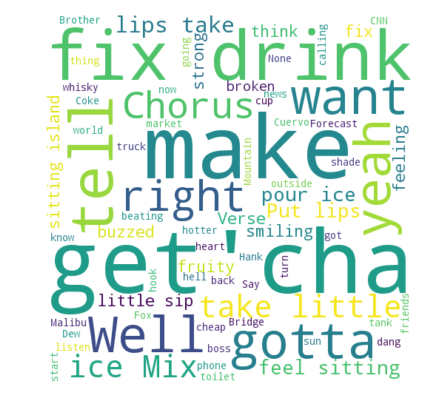 Brother
lips take
think
CNN
fix drink
going
strong
calling
thing
None
fix
whisky
broken
want
Coke
now
Chorus
cup
news
tell
world
market
make
Cuervo
Forecast
yeah
feeling
sitting island
truck
right
Mountain
pour ice
shade
outside
Put lips
beating
Verse
buzzed
hotter
smiling
got
know
heart
Hank
get'cha
fruity
hook
hell
back
Say
turn
little sip
take little
friends
Malibu
Fox
cheap
Bridge
tank
Well
gotta
Dew
listen
boss
sun
dang
start
ice Mix
phone
toilet
feel sitting